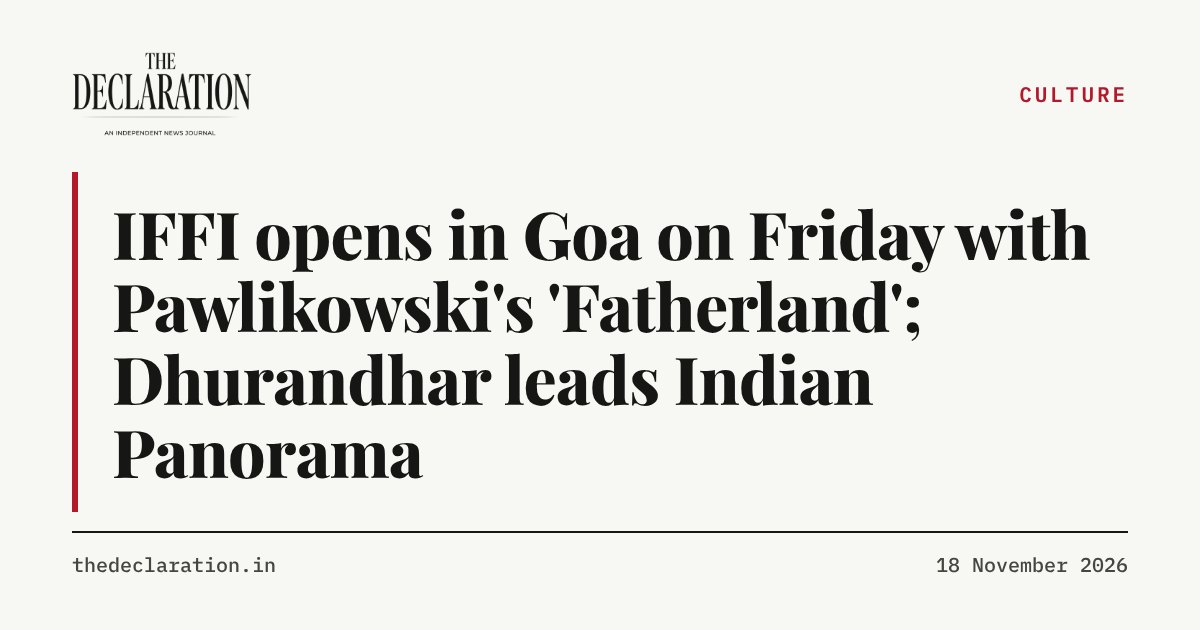 THE
DECLARATION
AN INDEPENDENT NEWS JOURNAL
CULTURE
IFFI opens in Goa on Friday with
Pawlikowski's 'Fatherland';
Dhurandhar leads Indian
Panorama
thedeclaration.in
18 November 2026